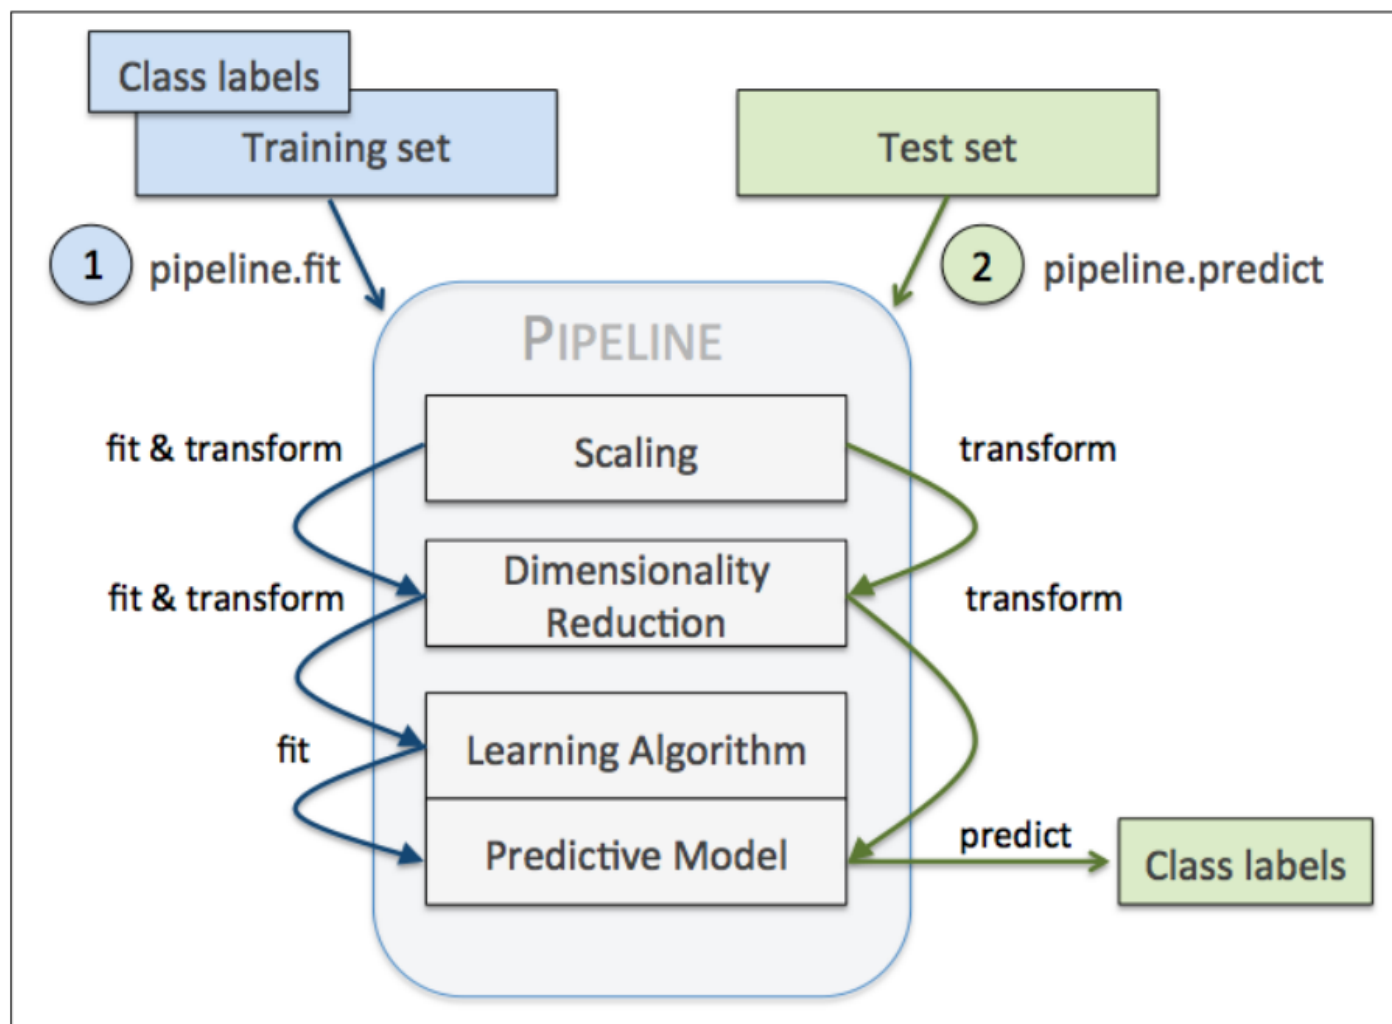 Class labels
Training set
Test set
1
pipeline.fit
2
pipeline.predict
PIPELINE
fit & transform
Scaling
transform
fit & transform
Dimensionality
Reduction
transform
fit
Learning Algorithm
Predictive Model
predict
Class labels